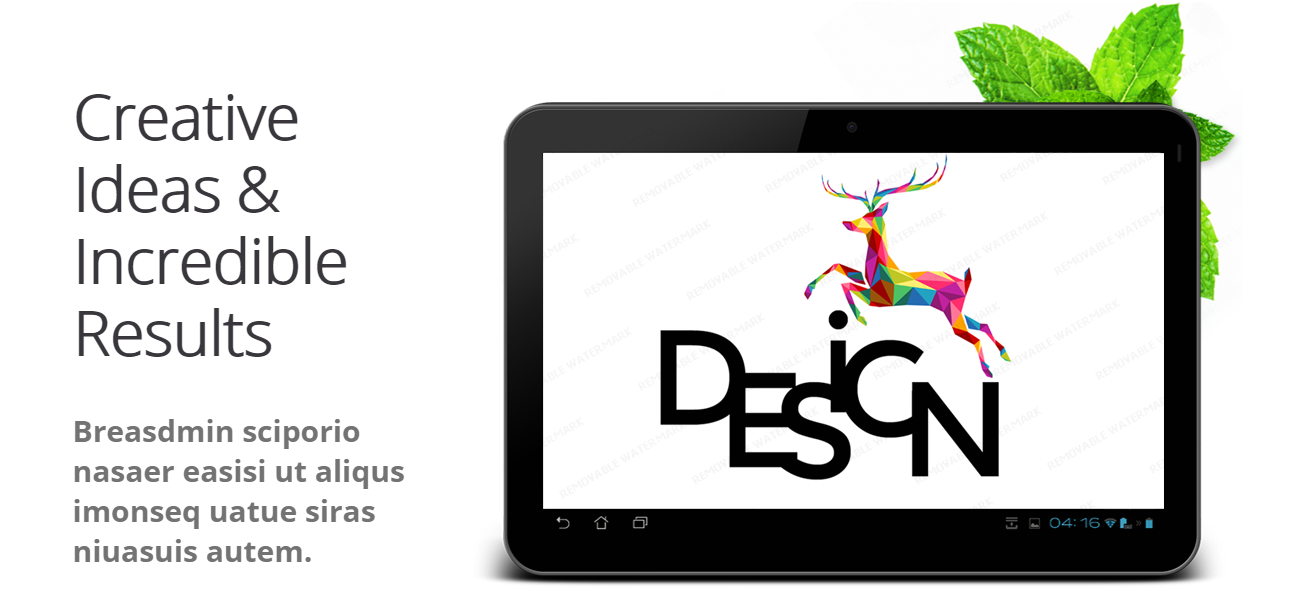 Creative
Ideas &
Incredible
Results
Breasdmin sciporio
nasaer easisi ut aliqus
imonseq uatue siras
niuasuis autem.
DESiGN
04:16
REMOVABLE WATERMARK